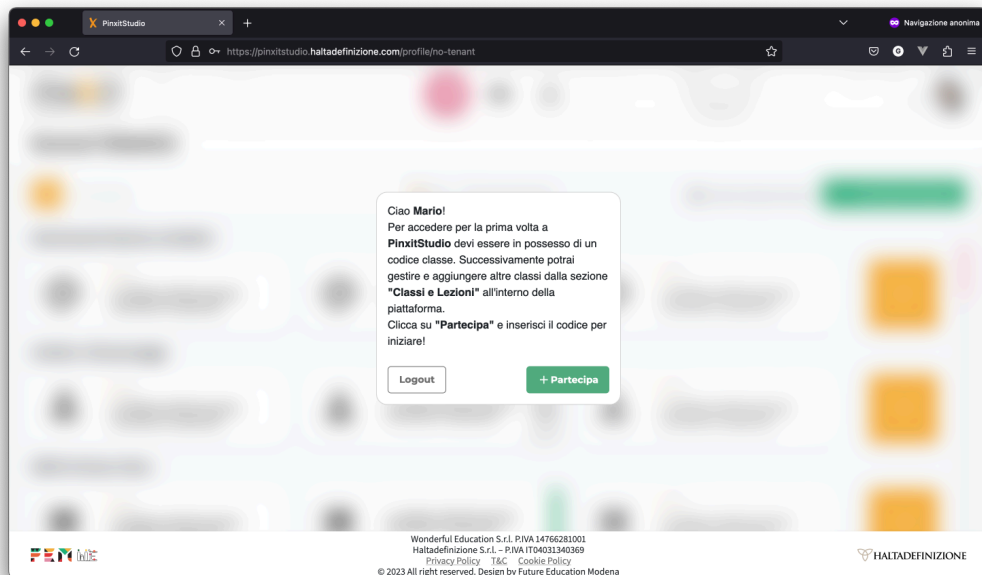 PinxitStudio
Navigazione anonima
https://pinxitstudio.haltadefinizione.com/profile/no-tenant
Ciao Mario!
Per accedere per la prima volta a
PinxitStudio devi essere in possesso di un
codice classe. Successivamente potrai
gestire e aggiungere altre classi dalla sezione
"Classi e Lezioni" all'interno della
piattaforma.
Clicca su "Partecipa" e inserisci il codice per
iniziare!
Logout
+ Partecipa
FEM ME
Wonderful Education S.r.l. P.IVA 14766281001
Haltadefinizione S.r.l. – P.IVA IT04031340369
Privacy Policy T&C Cookie Policy
© 2023 All right reserved. Design by Future Education Modena
HALTADEFINIZIONE